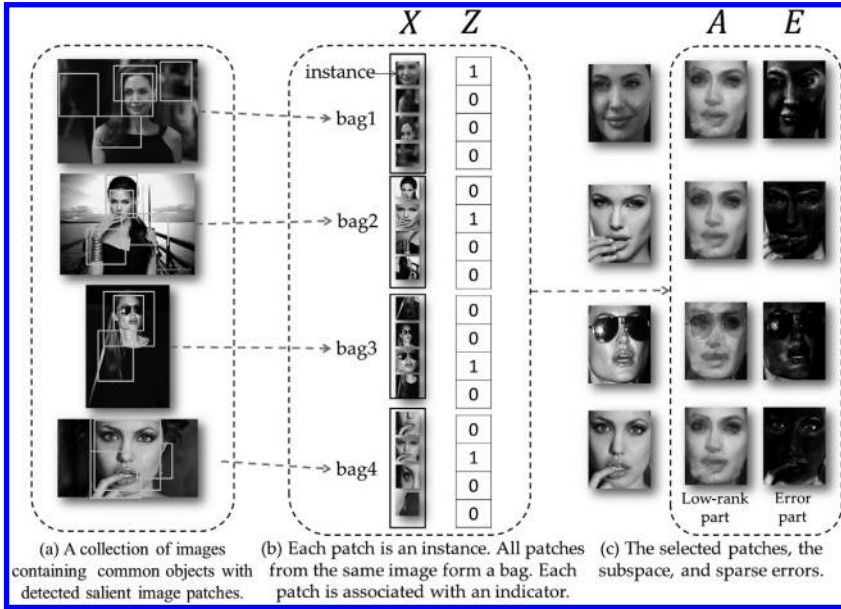 X Z A E
instance
bag1
1
0
0
0
bag2
0
1
0
0
bag3
0
0
1
0
bag4
0
1
0
0
Low-rank part
Error part
(a) A collection of images
containing common objects with
detected salient image patches.
(b) Each patch is an instance. All patches
from the same image form a bag. Each
patch is associated with an indicator.
(c) The selected patches, the
subspace, and sparse errors.